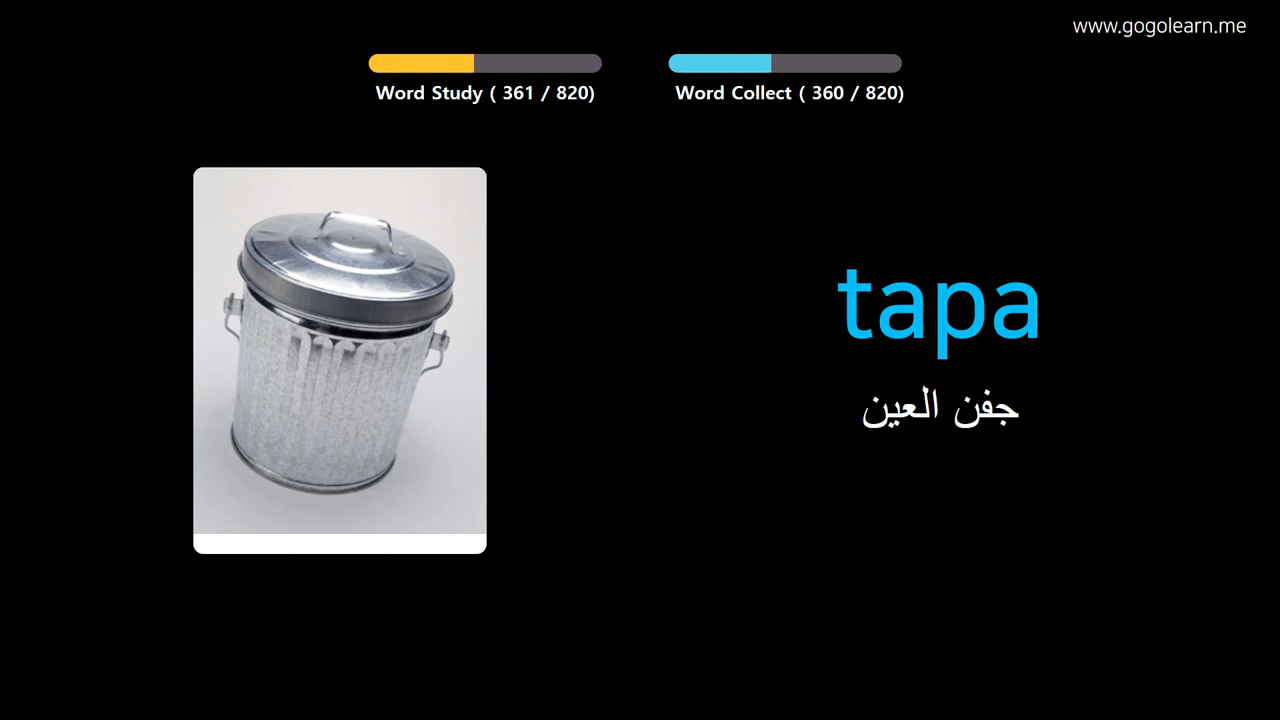 www.gogolearn.me
Word Study ( 361 / 820)
Word Collect ( 360 / 820)
tapa
جفن العين